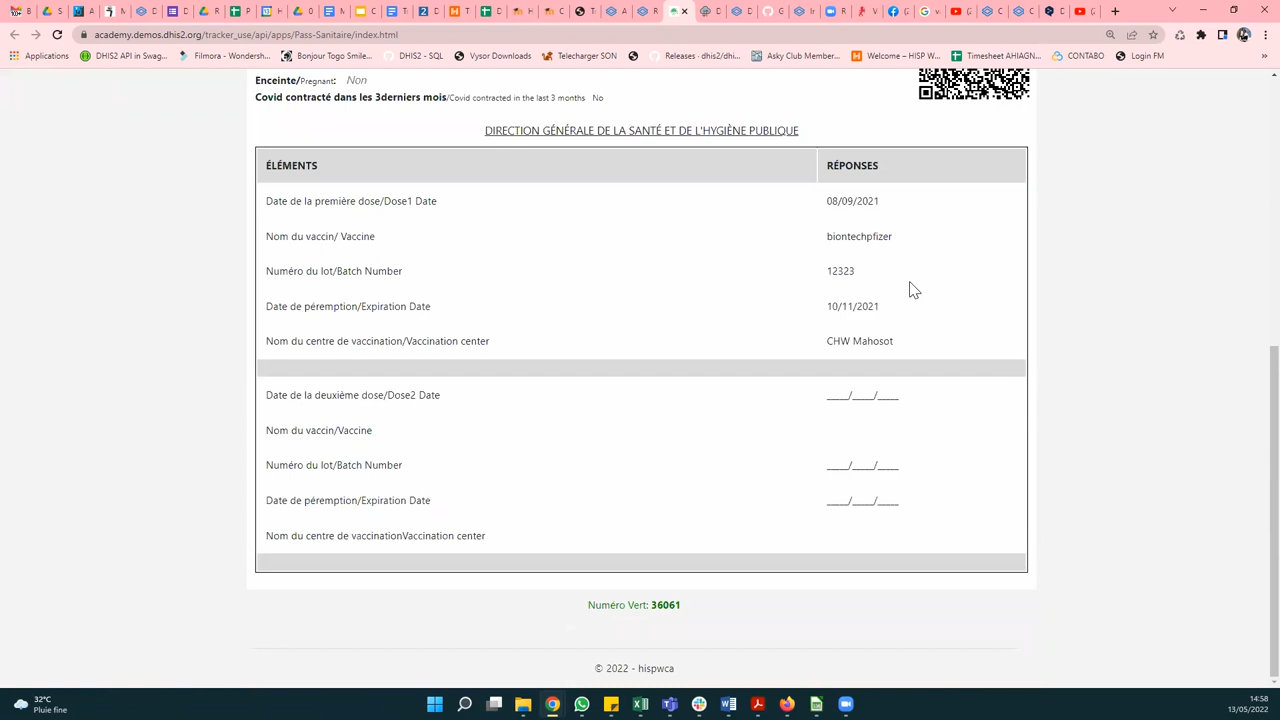 academy.demos.dhis2.org/tracker_use/api/apps/Pass-Sanitaire/index.html
Applications DHIS2 API in Swag... Filmora - Wondersh... Bonjour Togo Smile... DHIS2 - SQL Vysor Downloads Telecharger SON Releases · dhis2/dhi... Asky Club Member... Welcome – HISP W... Timesheet AHIAGN... CONTABO Login FM
Enceinte/Pregnant: Non
Covid contracté dans les 3derniers mois/Covid contracted in the last 3 months No
DIRECTION GÉNÉRALE DE LA SANTÉ ET DE L'HYGIÈNE PUBLIQUE
ÉLÉMENTS RÉPONSES
Date de la première dose/Dose1 Date 08/09/2021
Nom du vaccin/ Vaccine biontechpfizer
Numéro du lot/Batch Number 12323
Date de péremption/Expiration Date 10/11/2021
Nom du centre de vaccination/Vaccination center CHW Mahosot
Date de la deuxième dose/Dose2 Date ____/____/____
Nom du vaccin/Vaccine
Numéro du lot/Batch Number ____/____/____
Date de péremption/Expiration Date ____/____/____
Nom du centre de vaccinationVaccination center
Numéro Vert: 36061
© 2022 - hispwca
32°C
Pluie fine
14:58
13/05/2022